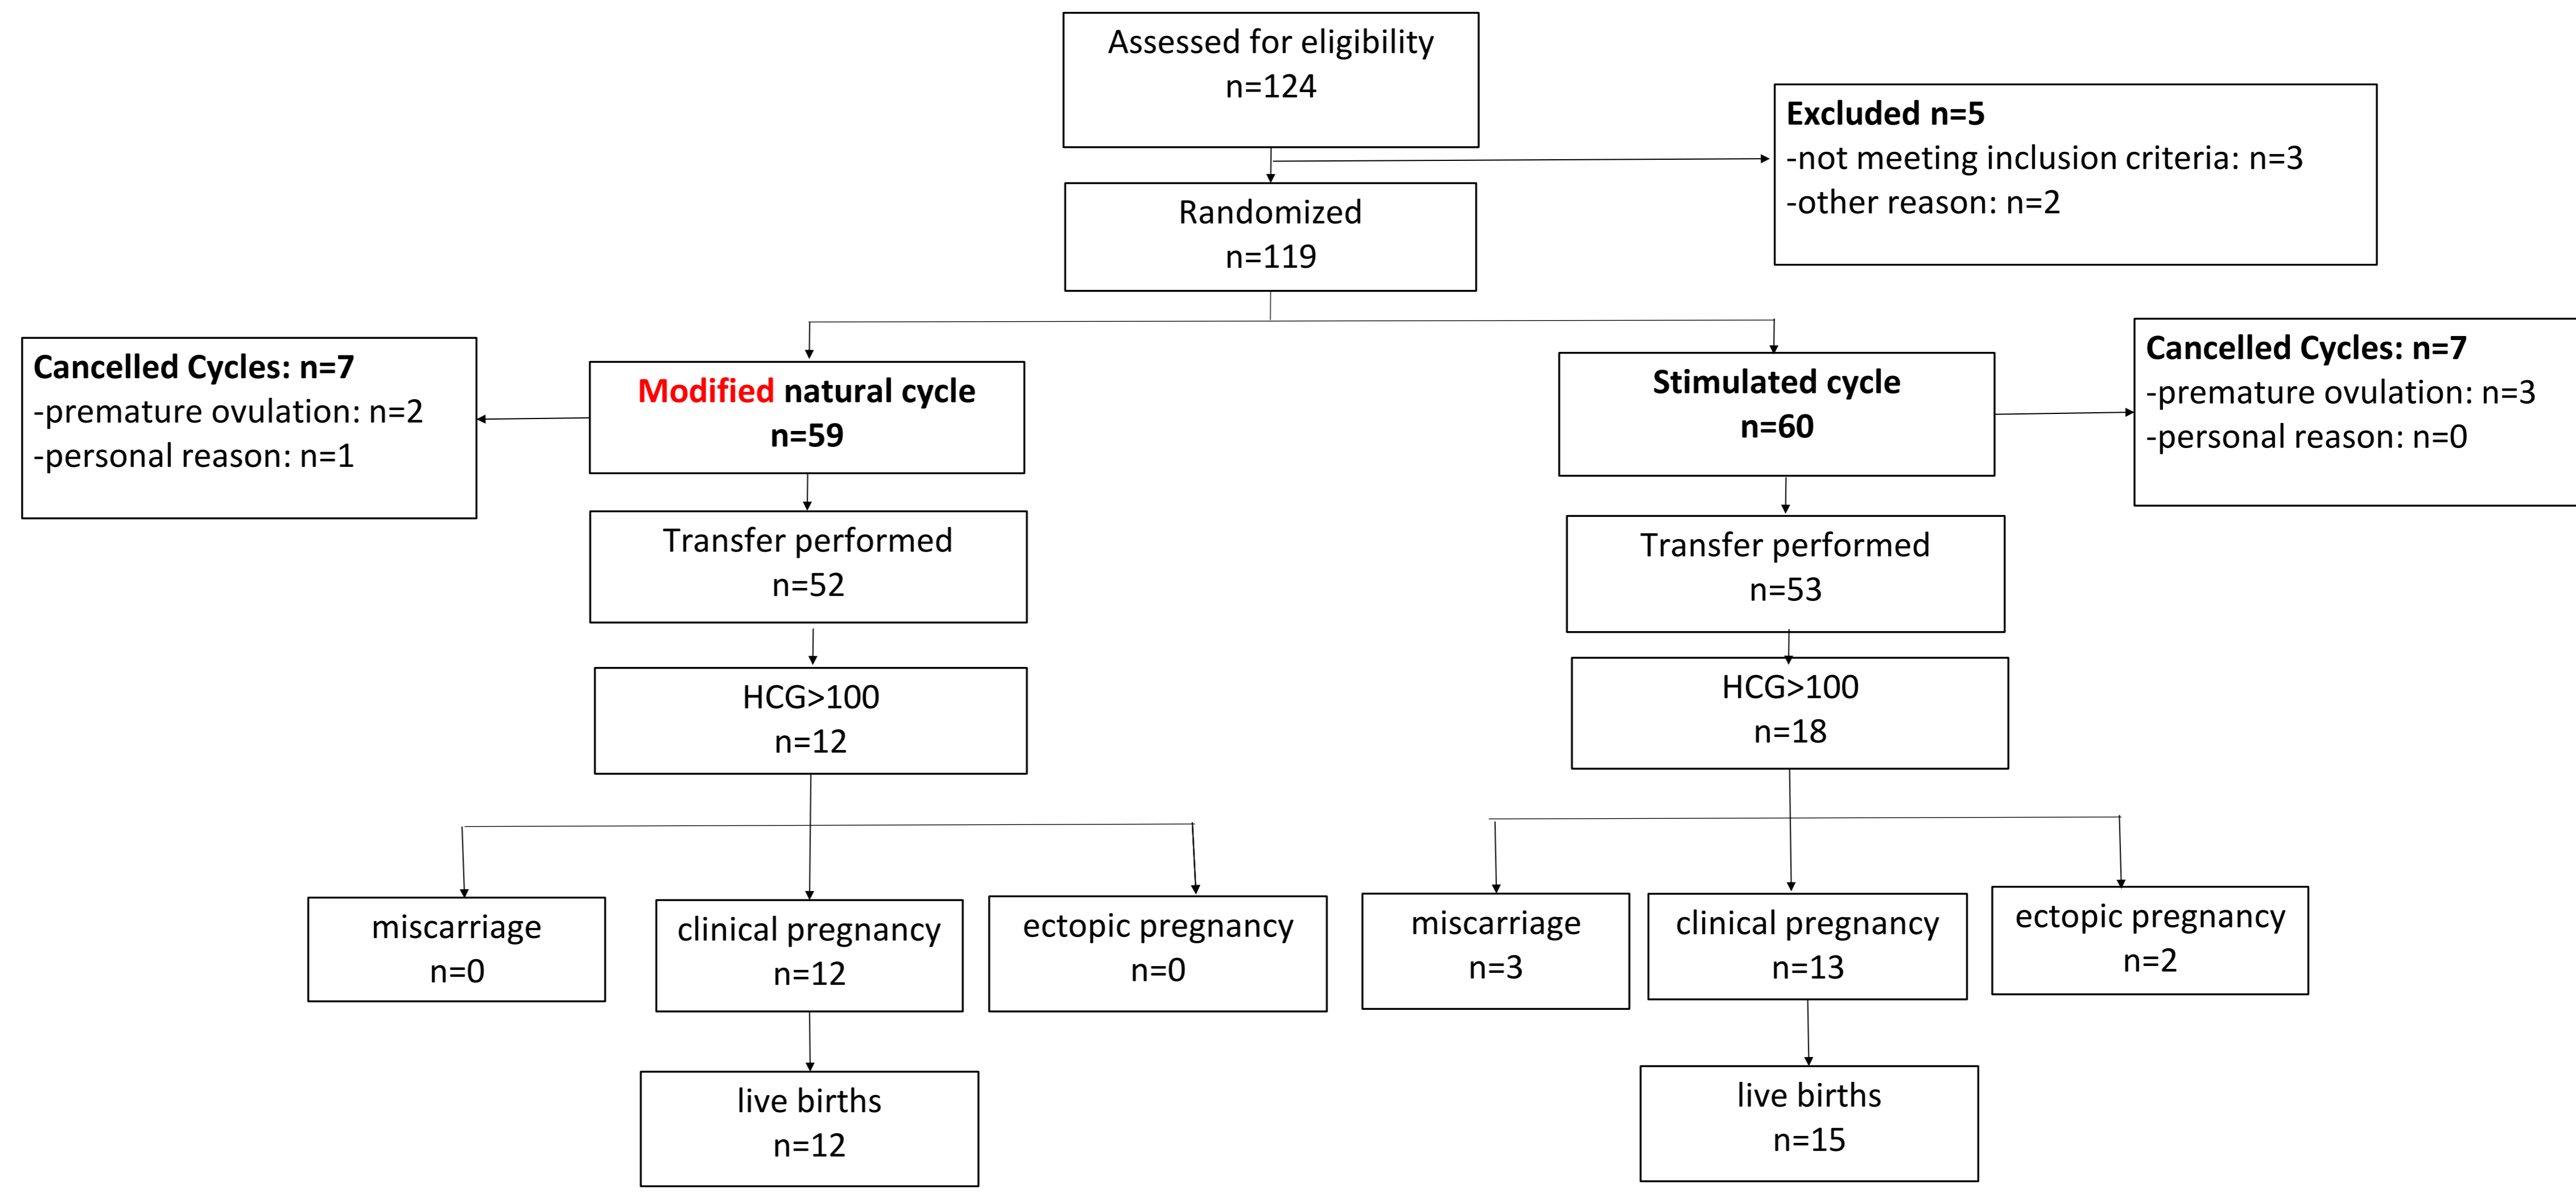 Assessed for eligibility
n=124
Excluded n=5
-not meeting inclusion criteria: n=3
-other reason: n=2
Randomized
n=119
Cancelled Cycles: n=7
-premature ovulation: n=2
-personal reason: n=1
Modified natural cycle
n=59
Stimulated cycle
n=60
Cancelled Cycles: n=7
-premature ovulation: n=3
-personal reason: n=0
Transfer performed
n=52
Transfer performed
n=53
HCG>100
n=12
HCG>100
n=18
miscarriage
n=0
clinical pregnancy
n=12
ectopic pregnancy
n=0
miscarriage
n=3
clinical pregnancy
n=13
ectopic pregnancy
n=2
live births
n=12
live births
n=15